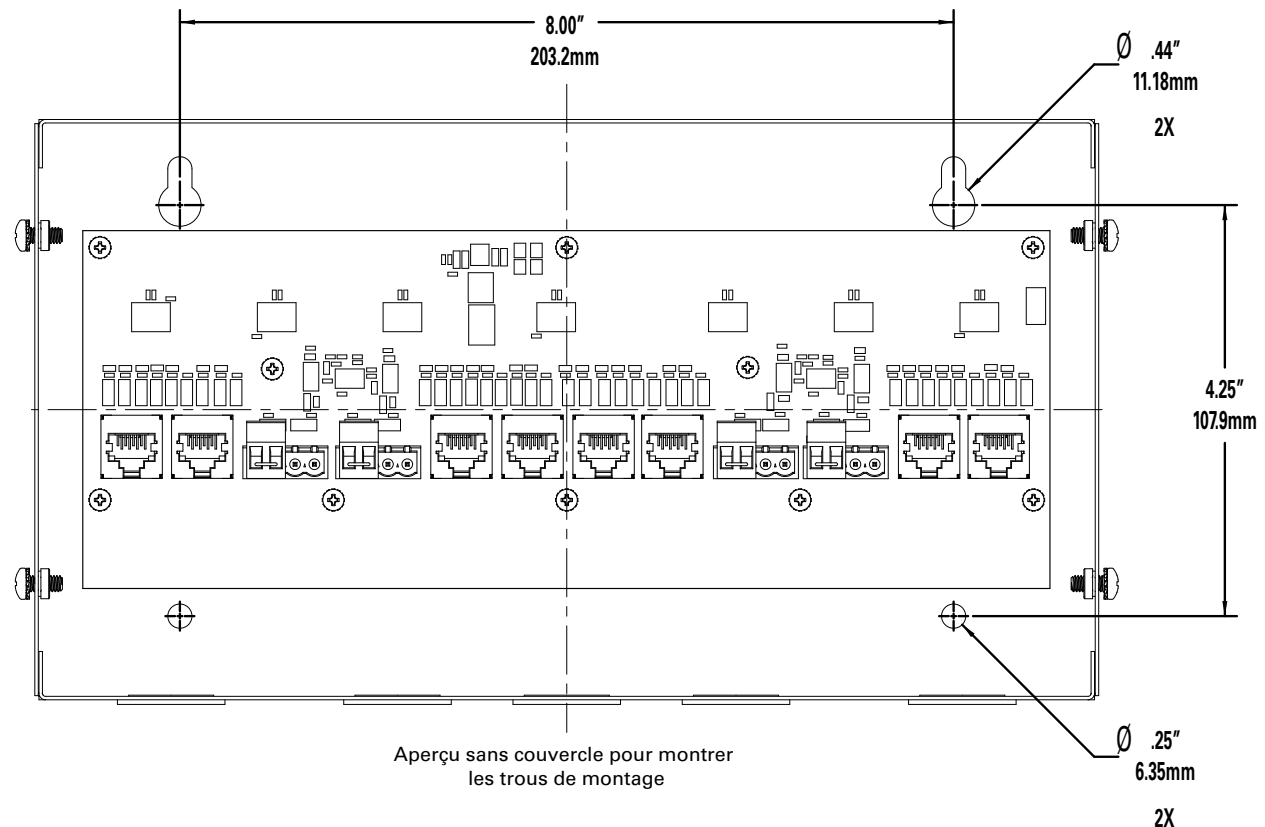 8.00″
203.2mm
Ø .44″
11.18mm
2X
4.25″
107.9mm
Aperçu sans couvercle pour montrer
les trous de montage
Ø .25″
6.35mm
2X